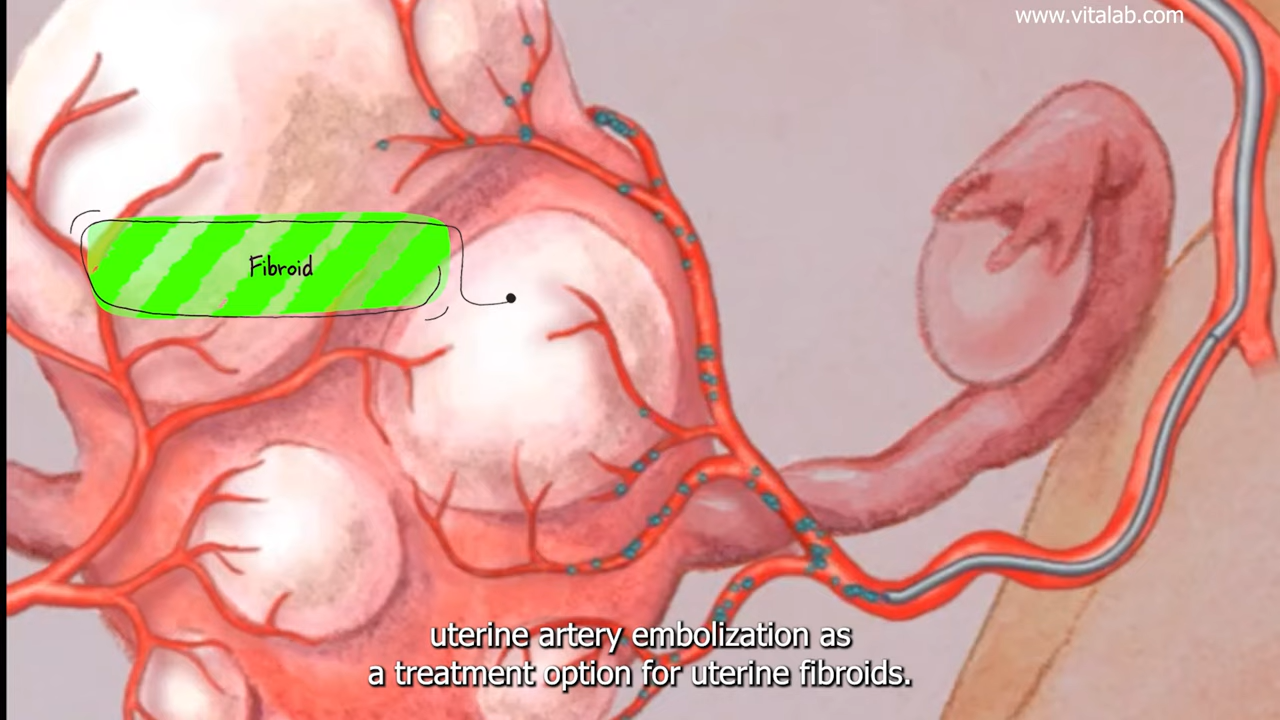 www.vitalab.com
Fibroid
uterine artery embolization as
a treatment option for uterine fibroids.